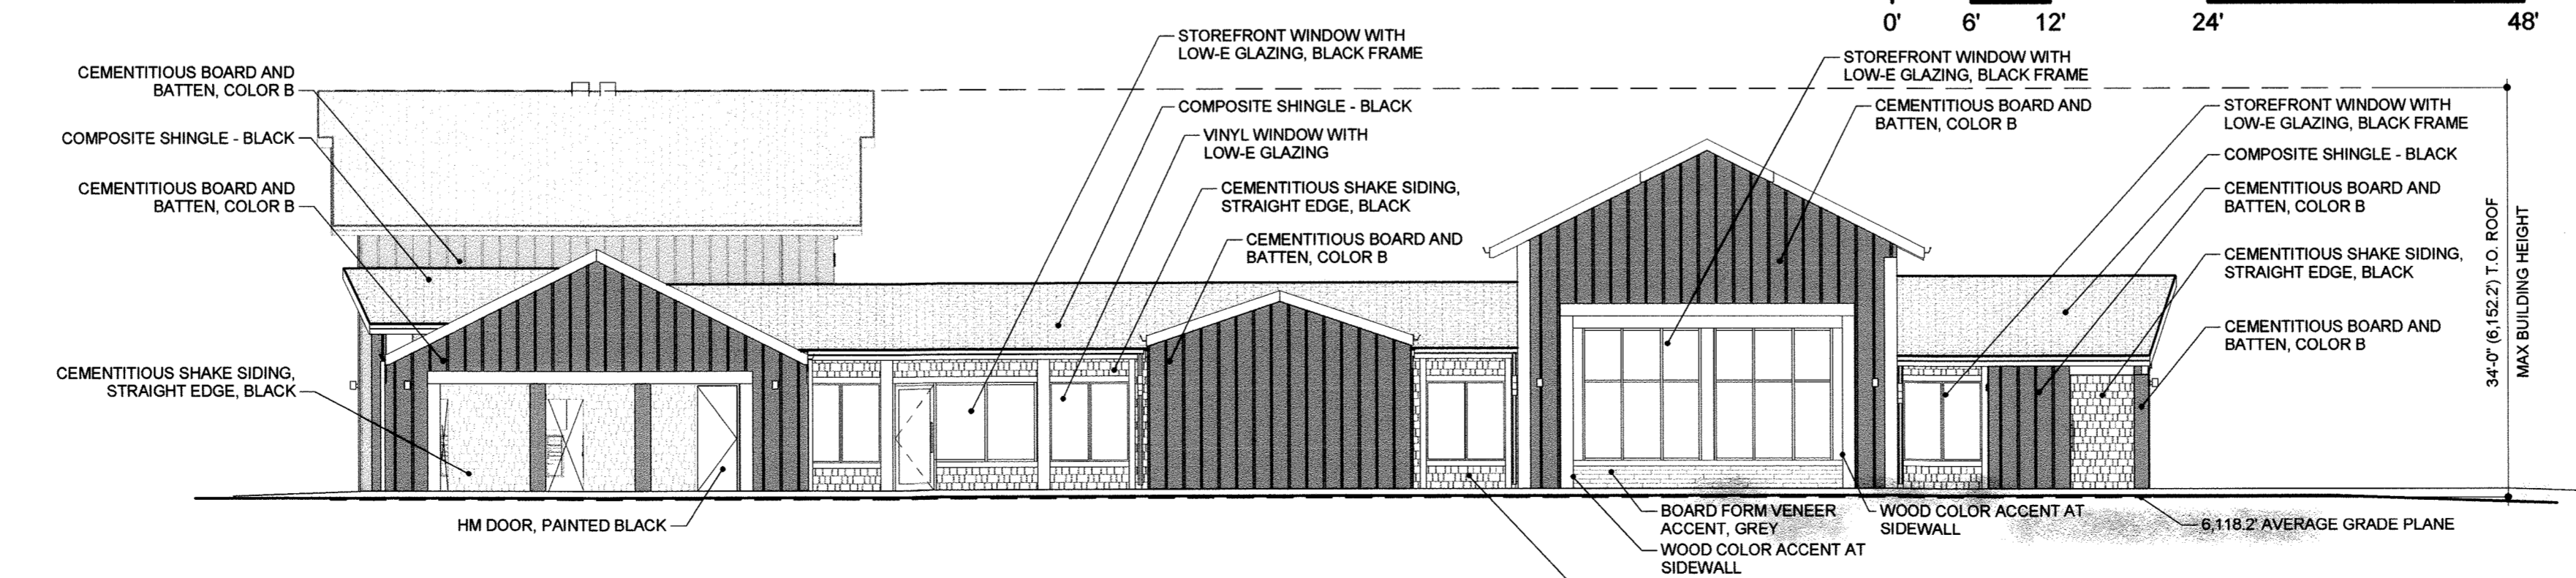 0' 6' 12' 24' 48'
CEMENTITIOUS BOARD AND
BATTEN, COLOR B
COMPOSITE SHINGLE - BLACK
CEMENTITIOUS BOARD AND
BATTEN, COLOR B
CEMENTITIOUS SHAKE SIDING,
STRAIGHT EDGE, BLACK
HM DOOR, PAINTED BLACK
STOREFRONT WINDOW WITH
LOW-E GLAZING, BLACK FRAME
COMPOSITE SHINGLE - BLACK
VINYL WINDOW WITH
LOW-E GLAZING
CEMENTITIOUS SHAKE SIDING,
STRAIGHT EDGE, BLACK
CEMENTITIOUS BOARD AND
BATTEN, COLOR B
STOREFRONT WINDOW WITH
LOW-E GLAZING, BLACK FRAME
CEMENTITIOUS BOARD AND
BATTEN, COLOR B
BOARD FORM VENEER
ACCENT, GREY
WOOD COLOR ACCENT AT
SIDEWALL
WOOD COLOR ACCENT AT
SIDEWALL
STOREFRONT WINDOW WITH
LOW-E GLAZING, BLACK FRAME
COMPOSITE SHINGLE - BLACK
CEMENTITIOUS BOARD AND
BATTEN, COLOR B
CEMENTITIOUS SHAKE SIDING,
STRAIGHT EDGE, BLACK
CEMENTITIOUS BOARD AND
BATTEN, COLOR B
6,118.2' AVERAGE GRADE PLANE
34'-0" (6,152.2') T.O. ROOF
MAX BUILDING HEIGHT